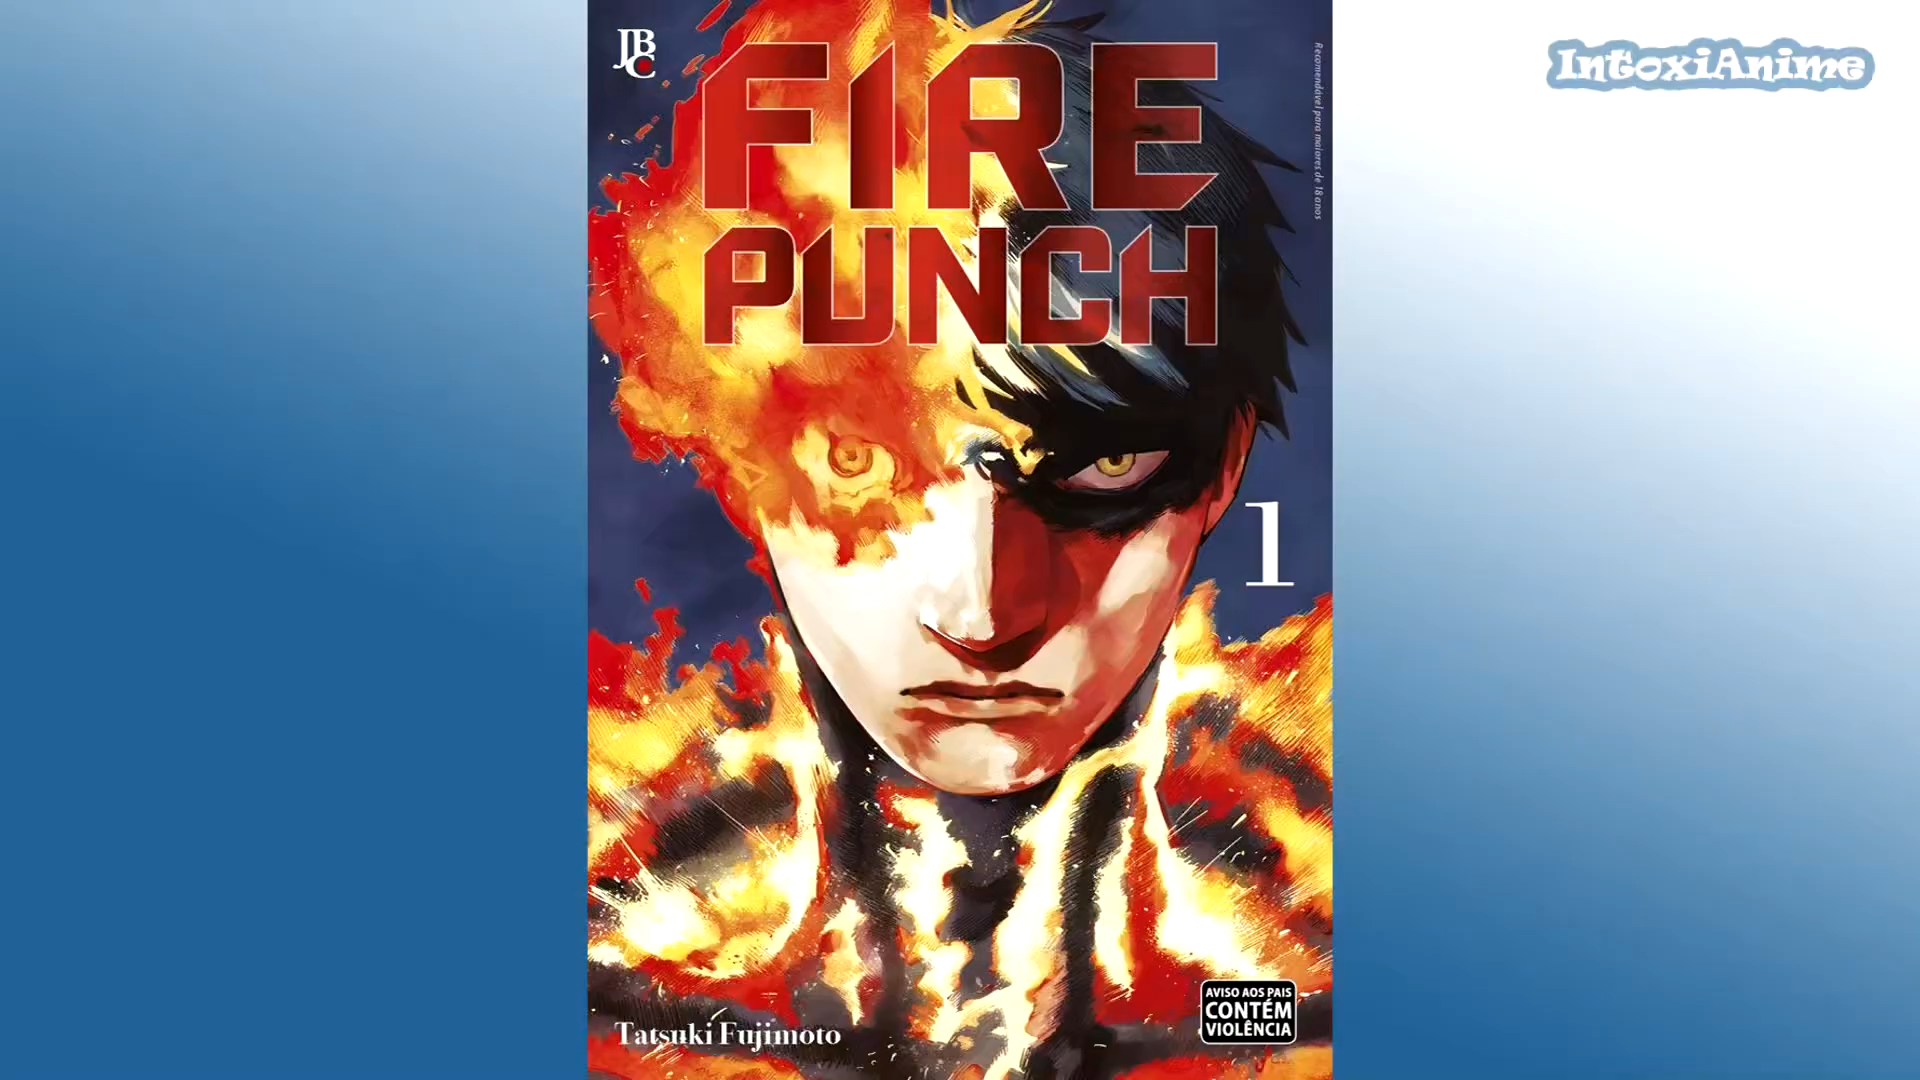 JBC
FIRE
PUNCH
Recomendável para maiores de 18 anos
IntoxiAnime
1
Tatsuki Fujimoto
AVISO AOS PAIS
CONTÉM
VIOLÊNCIA